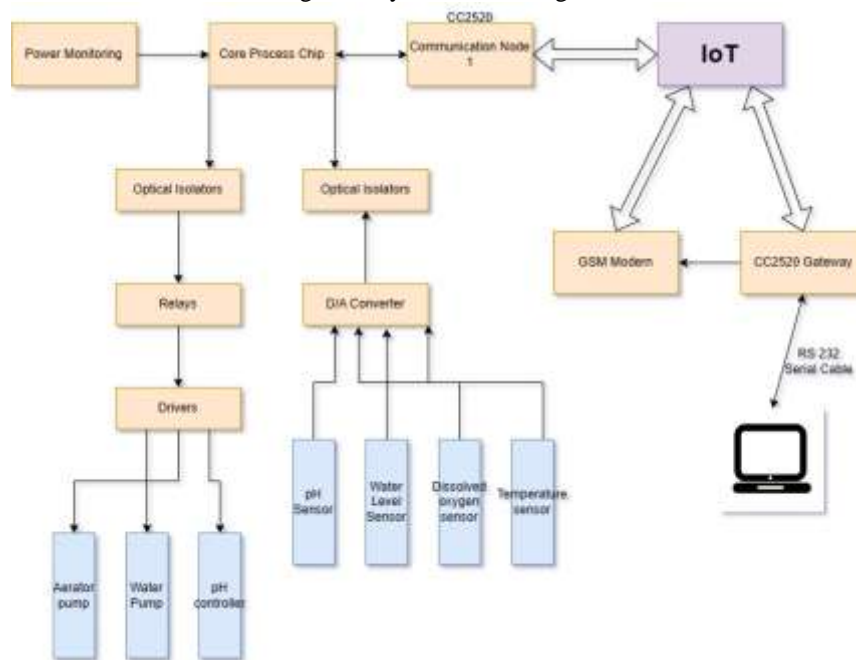 CC2520
Power Monitoring
Core Process Chip
Communication Node
1
IoT
Optical Isolators
Optical Isolators
GSM Modem
CC2520 Gateway
Relays
D/A Converter
RS 232
Serial Cable
Drivers
pH
Sensor
Water
Level
Sensor
Dissolved
oxygen
sensor
Temperature
sensor
Aerator
pump
Water
Pump
pH
controller